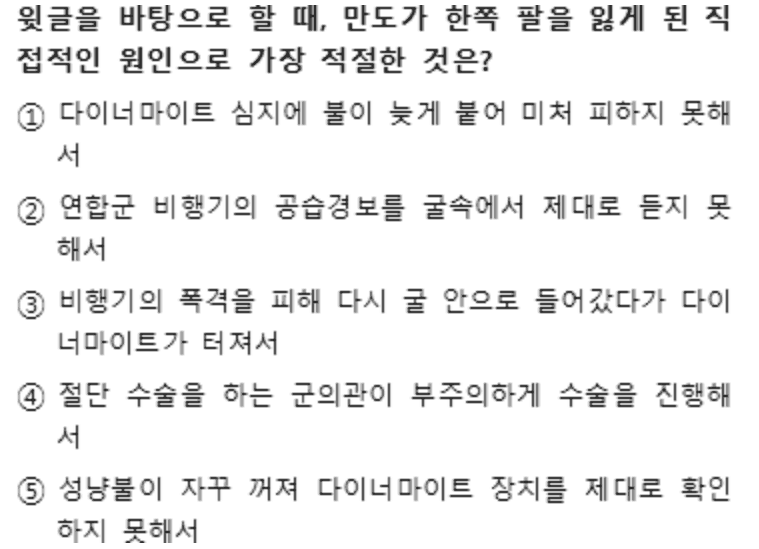 윗글을 바탕으로 할 때, 만도가 한쪽 팔을 잃게 된 직
접적인 원인으로 가장 적절한 것은?
① 다이너마이트 심지에 불이 늦게 붙어 미처 피하지 못해
서
② 연합군 비행기의 공습경보를 굴속에서 제대로 듣지 못
해서
③ 비행기의 폭격을 피해 다시 굴 안으로 들어갔다가 다이
너마이트가 터져서
④ 절단 수술을 하는 군의관이 부주의하게 수술을 진행해
서
⑤ 성냥불이 자꾸 꺼져 다이너마이트 장치를 제대로 확인
하지 못해서